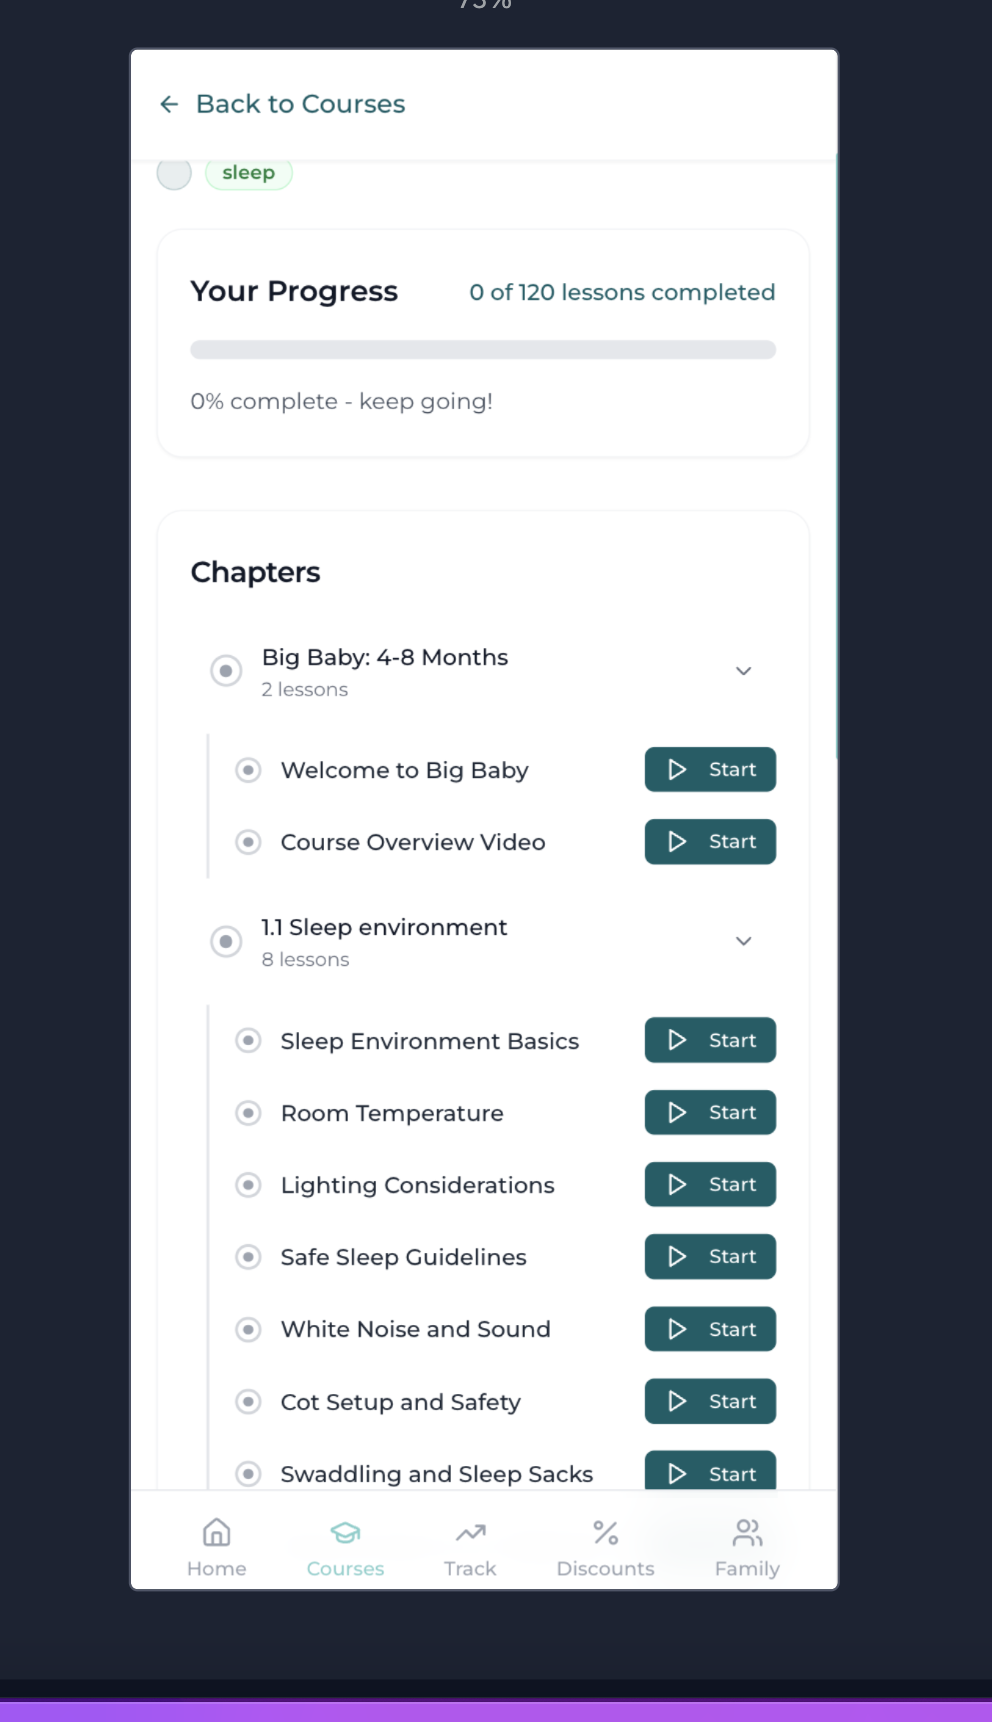 75%
Back to Courses
sleep
Your Progress
0 of 120 lessons completed
0% complete - keep going!
Chapters
Big Baby: 4-8 Months
2 lessons
Welcome to Big Baby
Start
Course Overview Video
Start
1.1 Sleep environment
8 lessons
Sleep Environment Basics
Start
Room Temperature
Start
Lighting Considerations
Start
Safe Sleep Guidelines
Start
White Noise and Sound
Start
Cot Setup and Safety
Start
Swaddling and Sleep Sacks
Start
Home
Courses
Track
Discounts
Family